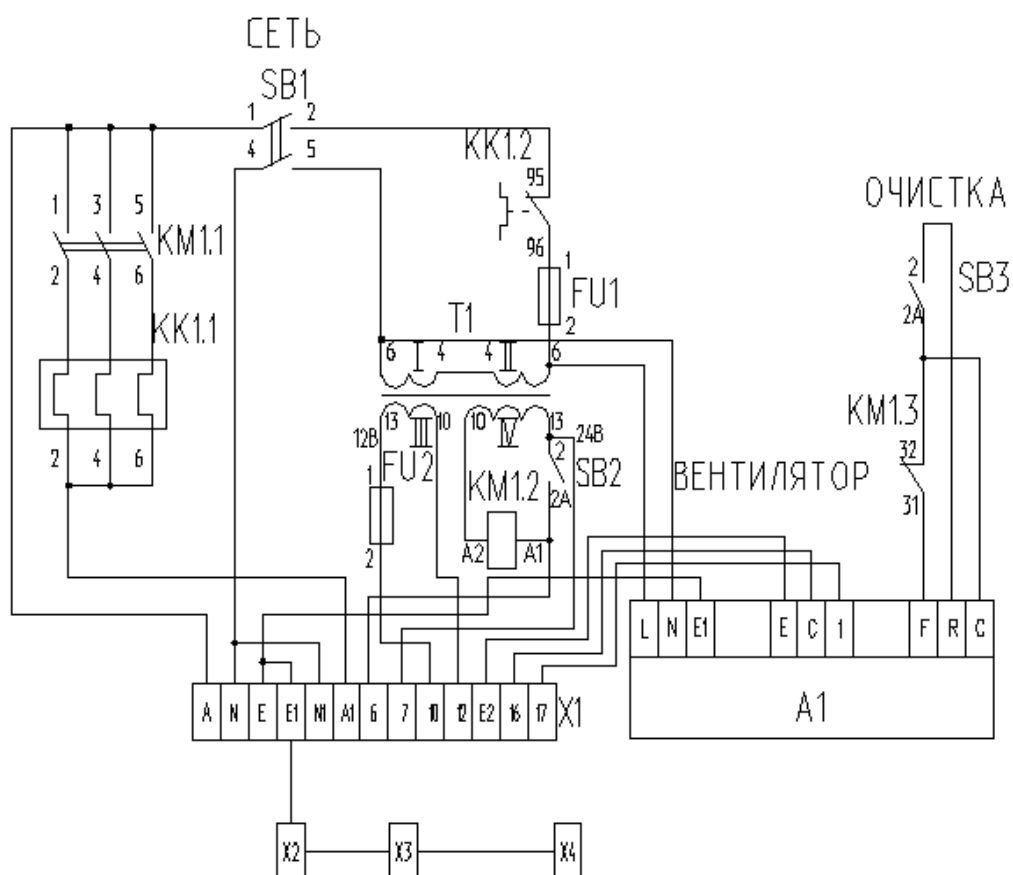 СЕТЬ
SB1
1 2
4 5
KK1.2
95
96
ОЧИСТКА
1 3 5
KM1.1
2 4 6
2
2A
SB3
1
FU1
2
KK1.1
T1
6 I 4 4 II 6
13 III 10 10 IV 13
12В 24В
KM1.3
2 4 6
1
FU2
2
KM1.2
2
SB2
2A
ВЕНТИЛЯТОР
32
31
A2 A1
L N E1 E C 1 F R C
A1
A N E E1 N1 A1 6 7 10 12 E2 16 17 X1
X2 X3 X4